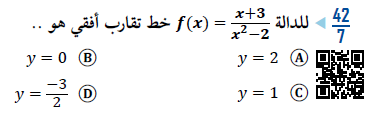 42/7 ◀ للدالة f(x) = (x+3)/(x²−2) خط تقارب أفقي هو ..
y = 2 Ⓐ y = 0 Ⓑ
y = 1 Ⓒ y = −3/2 Ⓓ